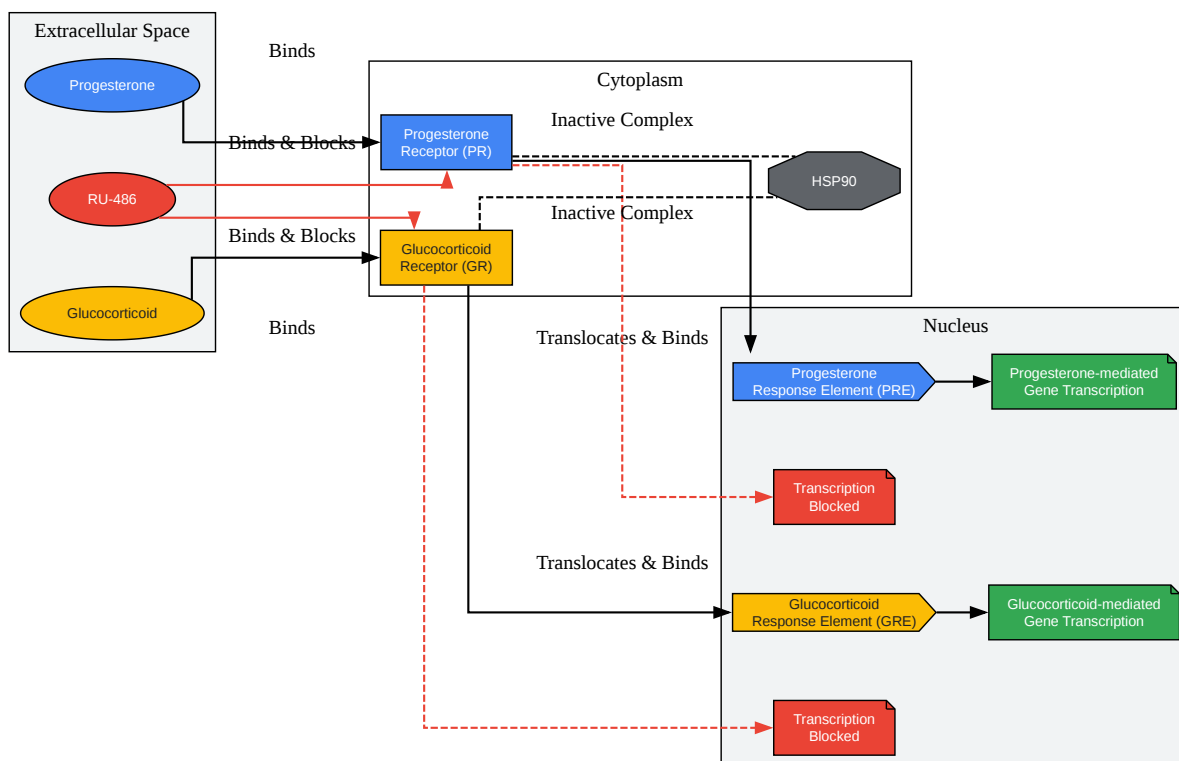 Extracellular Space
Progesterone
RU-486
Glucocorticoid
Binds
Binds & Blocks
Binds & Blocks
Binds
Cytoplasm
Progesterone
Receptor (PR)
Inactive Complex
HSP90
Inactive Complex
Glucocorticoid
Receptor (GR)
Translocates & Binds
Translocates & Binds
Nucleus
Progesterone
Response Element (PRE)
Progesterone-mediated
Gene Transcription
Transcription
Blocked
Glucocorticoid
Response Element (GRE)
Glucocorticoid-mediated
Gene Transcription
Transcription
Blocked